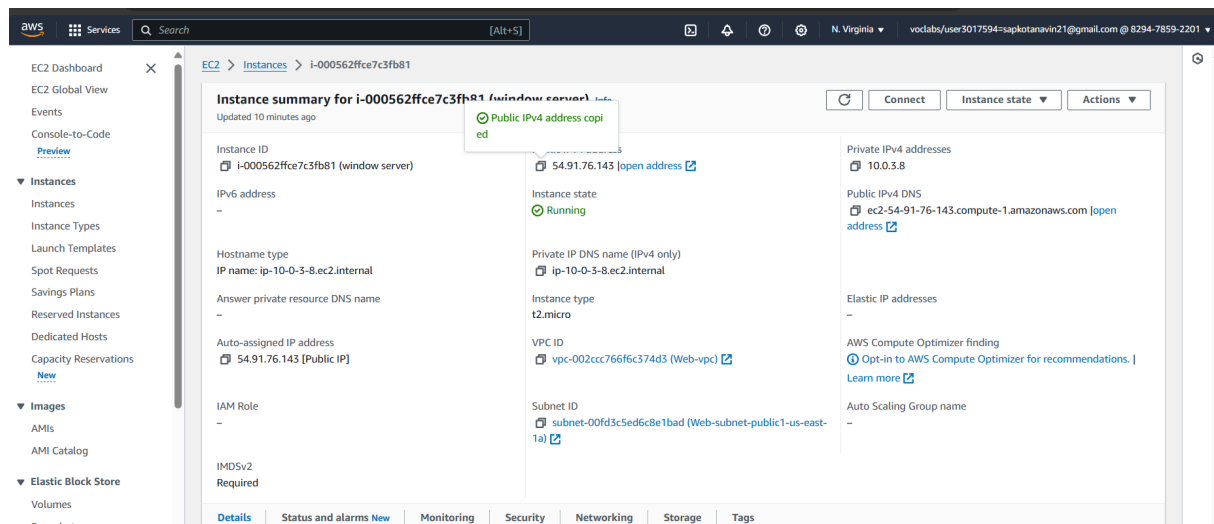 aws
Services
Search
[Alt+S]
N. Virginia
voclabs/user3017594=sapkotanavin21@gmail.com @ 8294-7859-2201
EC2 Dashboard
EC2 Global View
Events
Console-to-Code
Preview
Instances
Instances
Instance Types
Launch Templates
Spot Requests
Savings Plans
Reserved Instances
Dedicated Hosts
Capacity Reservations
New
Images
AMIs
AMI Catalog
Elastic Block Store
Volumes
EC2 > Instances > i-000562ffce7c3fb81
Instance summary for i-000562ffce7c3fb81 (window server) Info
Updated 10 minutes ago
Connect
Instance state
Actions
Public IPv4 address copi
ed
Instance ID
i-000562ffce7c3fb81 (window server)
54.91.76.143 |open address
Private IPv4 addresses
10.0.3.8
IPv6 address
–
Instance state
Running
Public IPv4 DNS
ec2-54-91-76-143.compute-1.amazonaws.com |open
address
Hostname type
IP name: ip-10-0-3-8.ec2.internal
Private IP DNS name (IPv4 only)
ip-10-0-3-8.ec2.internal
Answer private resource DNS name
–
Instance type
t2.micro
Elastic IP addresses
–
Auto-assigned IP address
54.91.76.143 [Public IP]
VPC ID
vpc-002ccc766f6c374d3 (Web-vpc)
AWS Compute Optimizer finding
Opt-in to AWS Compute Optimizer for recommendations. |
Learn more
IAM Role
–
Subnet ID
subnet-00fd3c5ed6c8e1bad (Web-subnet-public1-us-east-
1a)
Auto Scaling Group name
–
IMDSv2
Required
Details
Status and alarms New
Monitoring
Security
Networking
Storage
Tags